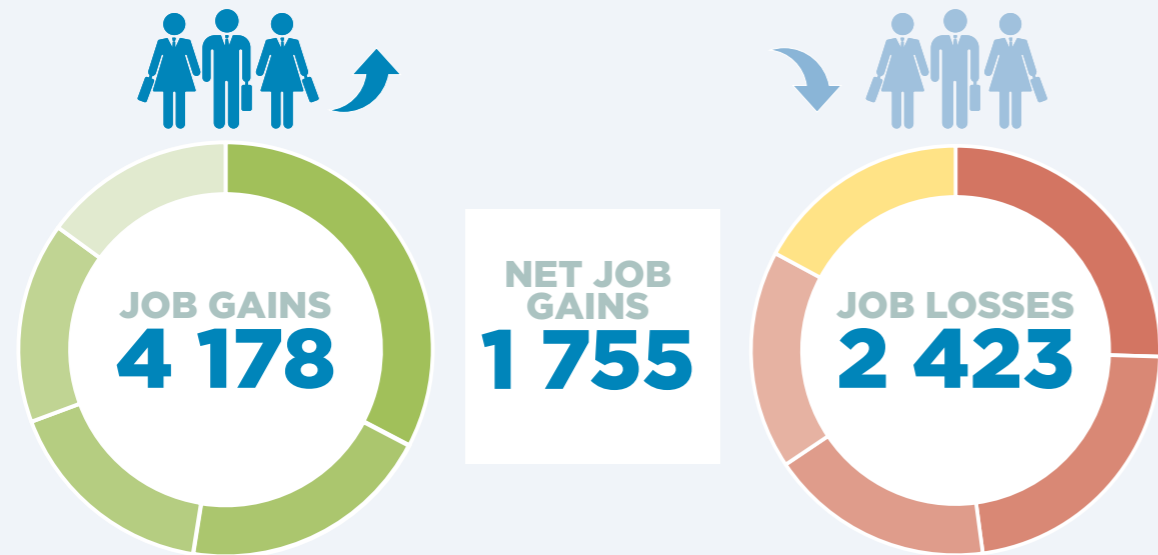 JOB GAINS
4 178
NET JOB
GAINS
1 755
JOB LOSSES
2 423